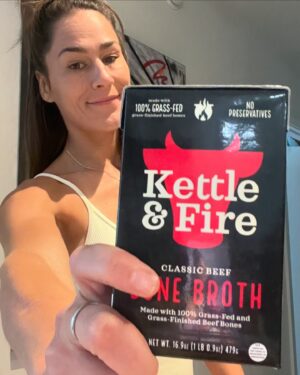 made with
100% GRASS-FED
grass-finished beef bones
NO
PRESERVATIVES
Kettle
& Fire
CLASSIC BEEF
BONE BROTH
Made with 100% Grass-Fed and
Grass-Finished Beef Bones
NET WT. 16.9oz (1 LB 0.9oz) 479g